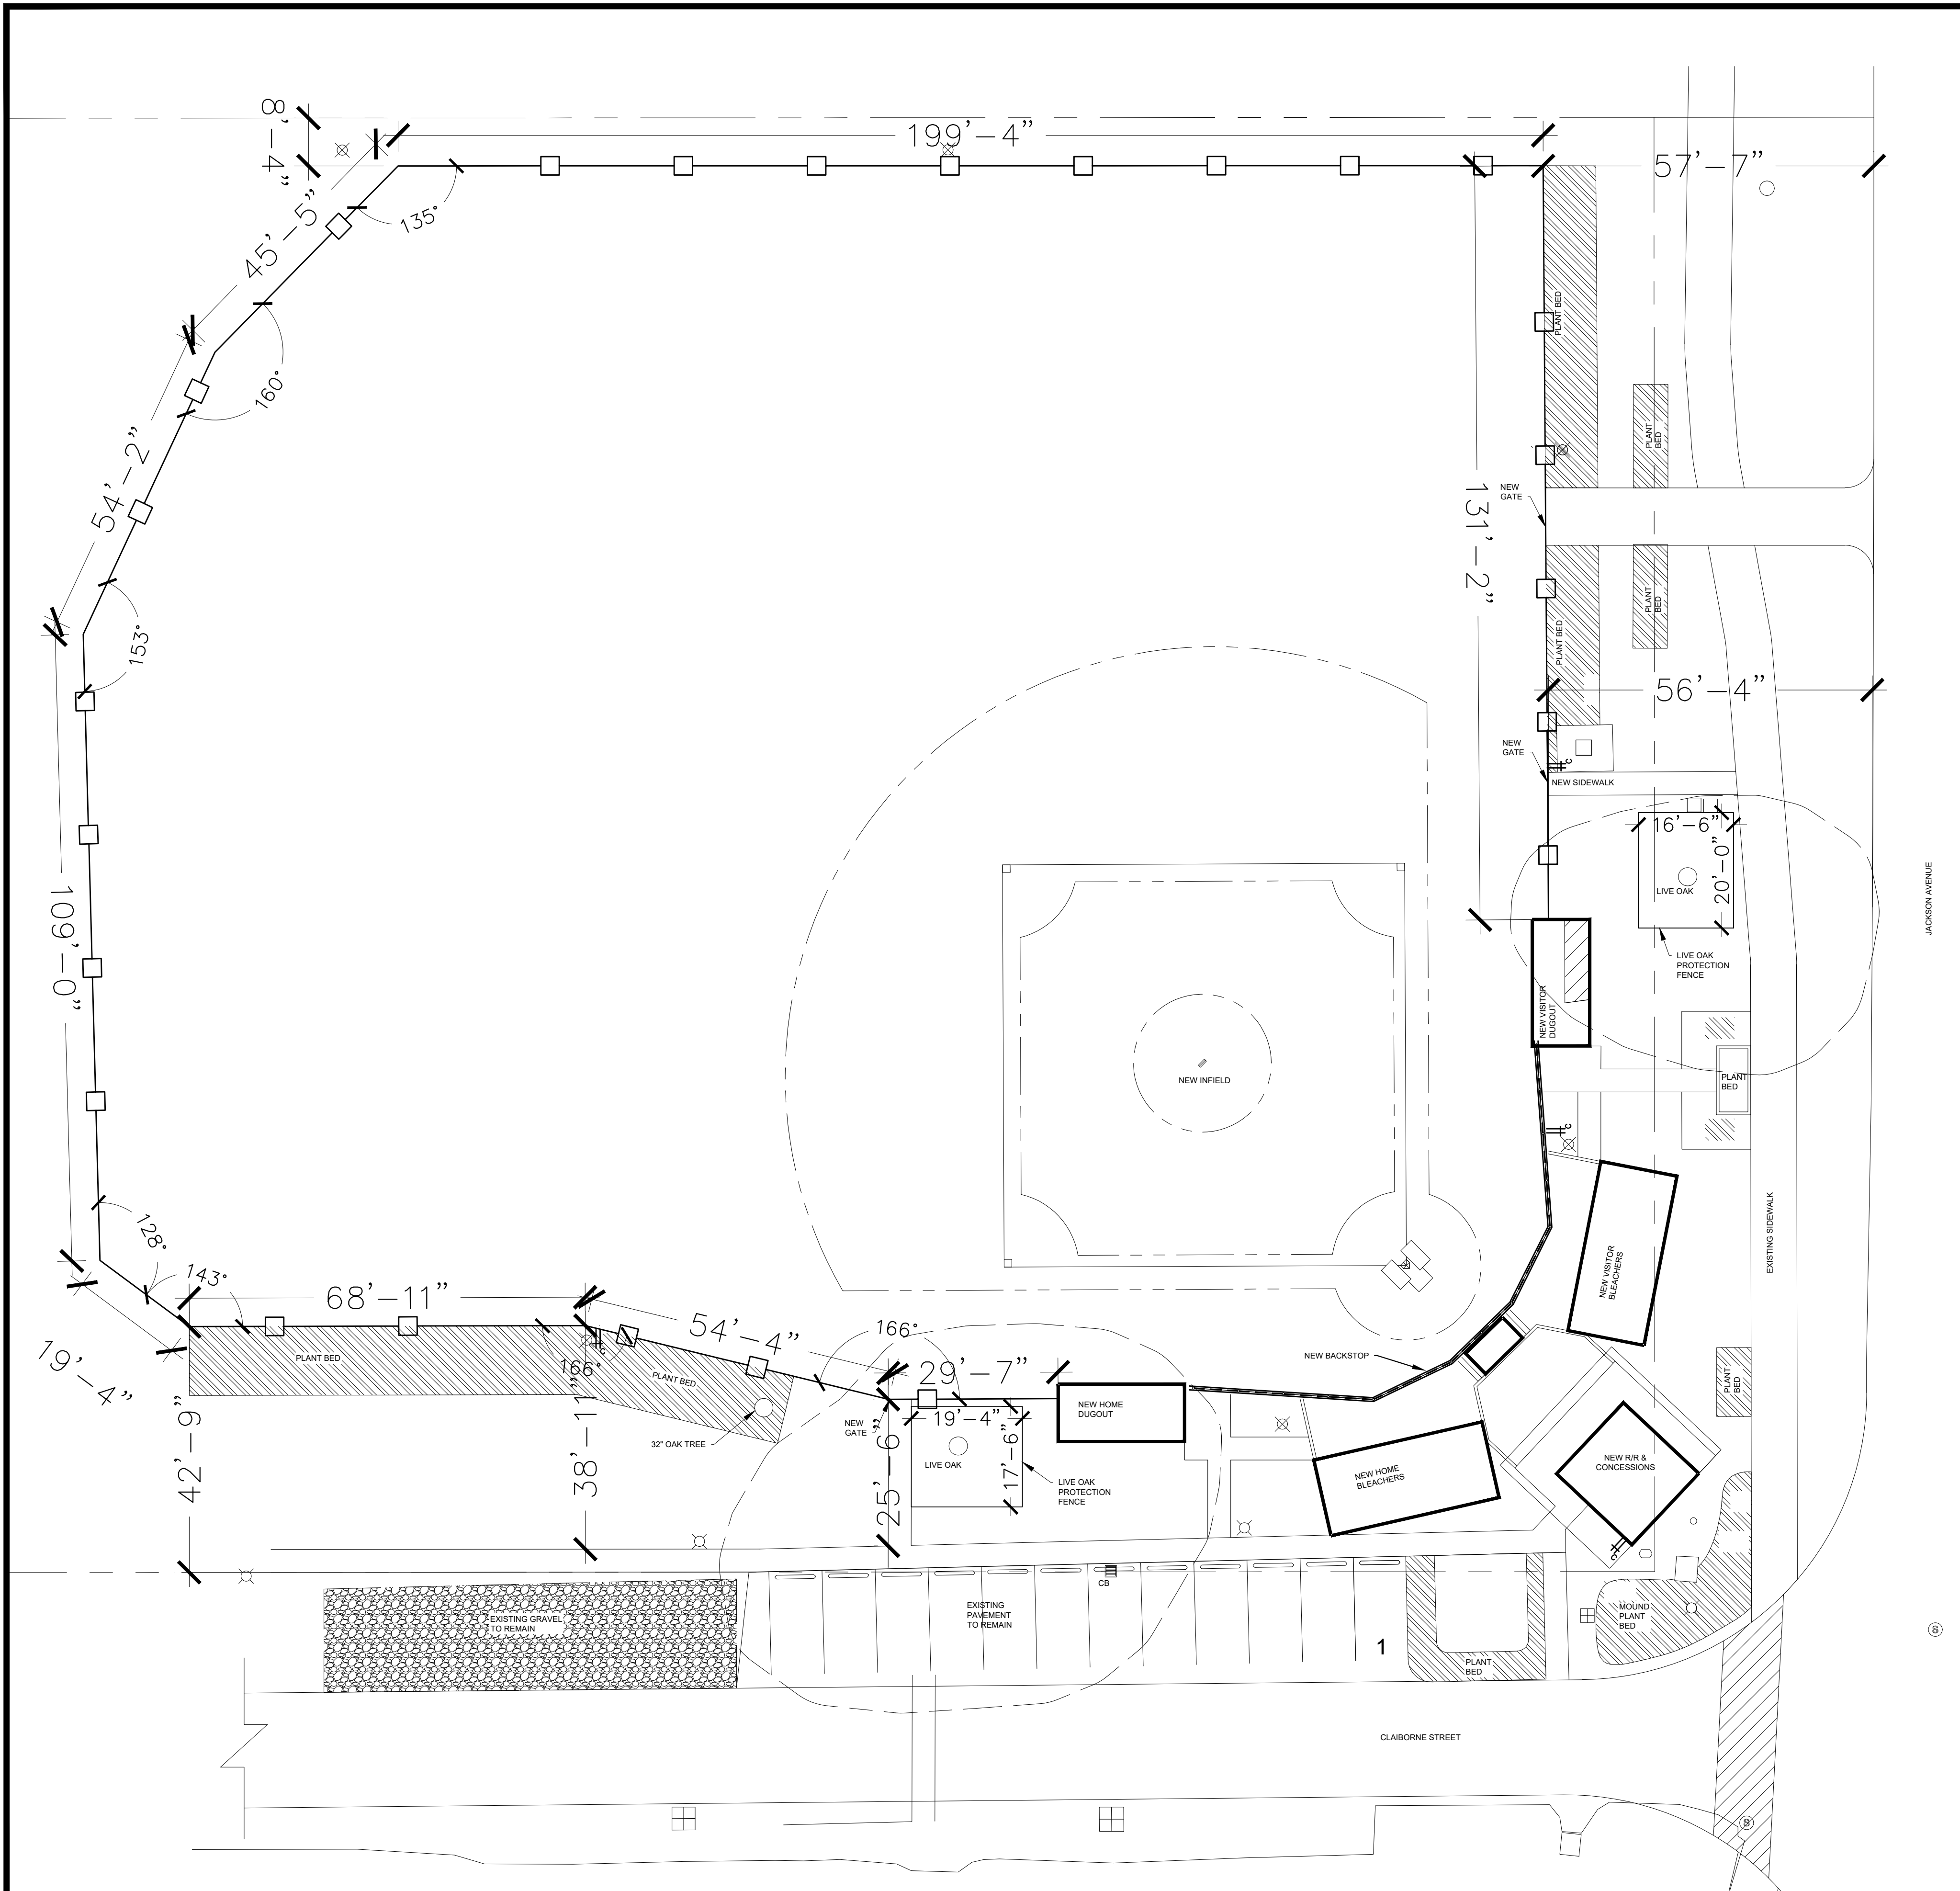 8'-4"
199'-4"
57'-7"
45'-5"
135°
160°
54'-2"
153°
131'-2"
PLANT BED
PLANT
BED
NEW
GATE
PLANT BED
PLANT
BED
56'-4"
NEW
GATE
C
NEW SIDEWALK
16'-6"
20'-0"
LIVE OAK
JACKSON AVENUE
LIVE OAK
PROTECTION
FENCE
109'-0"
NEW VISITOR
DUGOUT
NEW INFIELD
PLANT
BED
C
EXISTING SIDEWALK
NEW VISITOR
BLEACHERS
128°
143°
68'-11"
54'-4"
166°
166°
C
19'-4"
PLANT BED
PLANT BED
29'-7"
NEW BACKSTOP
42'-9"
38'-11"
32" OAK TREE
NEW
GATE
25'-6"
19'-4"
17'-6"
LIVE OAK
LIVE OAK
PROTECTION
FENCE
NEW HOME
DUGOUT
NEW HOME
BLEACHERS
NEW R/R &
CONCESSIONS
PLANT
BED
C
EXISTING GRAVEL
TO REMAIN
EXISTING
PAVEMENT
TO REMAIN
CB
1
PLANT
BED
MOUND
PLANT
BED
S
CLAIBORNE STREET
S